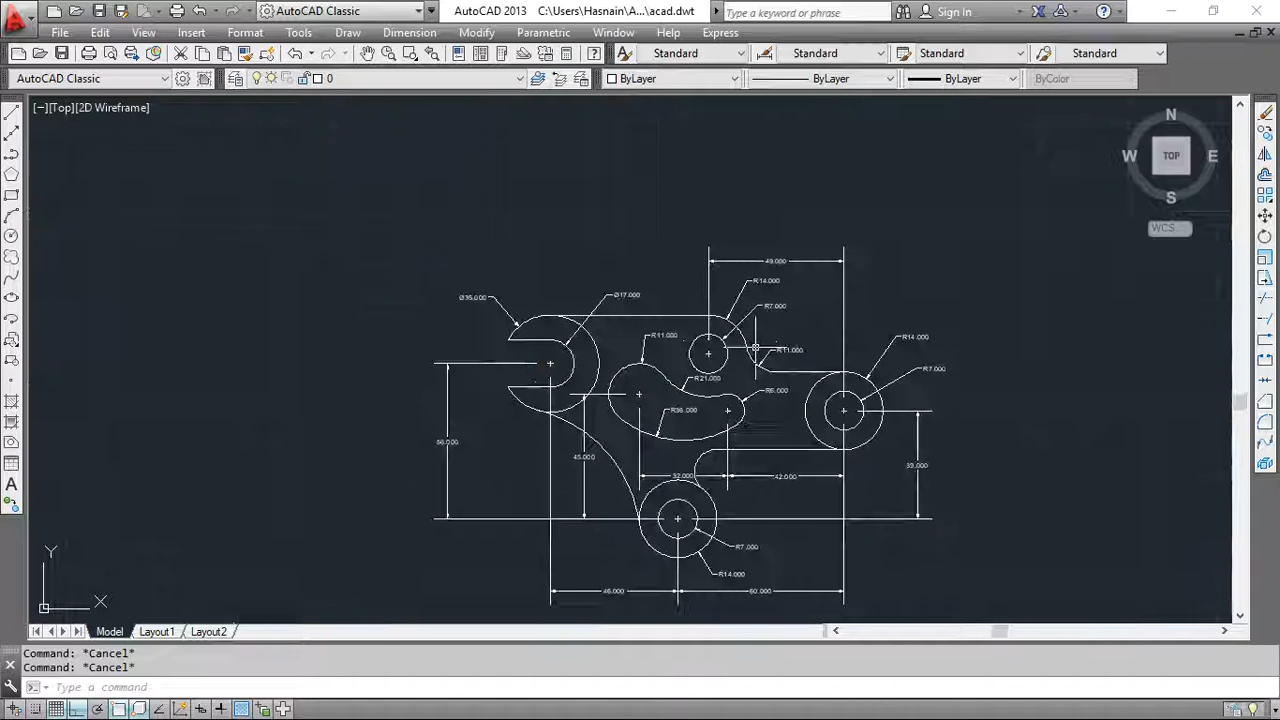 AutoCAD Classic
AutoCAD 2013 C:\Users\Hasnain\A...\acad.dwt
Type a keyword or phrase
Sign In
File Edit View Insert Format Tools Draw Dimension Modify Parametric Window Help Express
Standard Standard Standard Standard
AutoCAD Classic 0 ByLayer ByLayer ByLayer ByColor
[−][Top][2D Wireframe]
N
W TOP E
S
WCS
49.000
R14.000
Ø35.000 Ø17.000
R7.000
R11.000 R14.000
R11.000
R7.000
R21.000
R6.000
R36.000
56.000
45.000 39.000
32.000 42.000
R7.000
R14.000
46.000 60.000
Y
X
Model Layout1 Layout2
Command: *Cancel*
Command: *Cancel*
Type a command